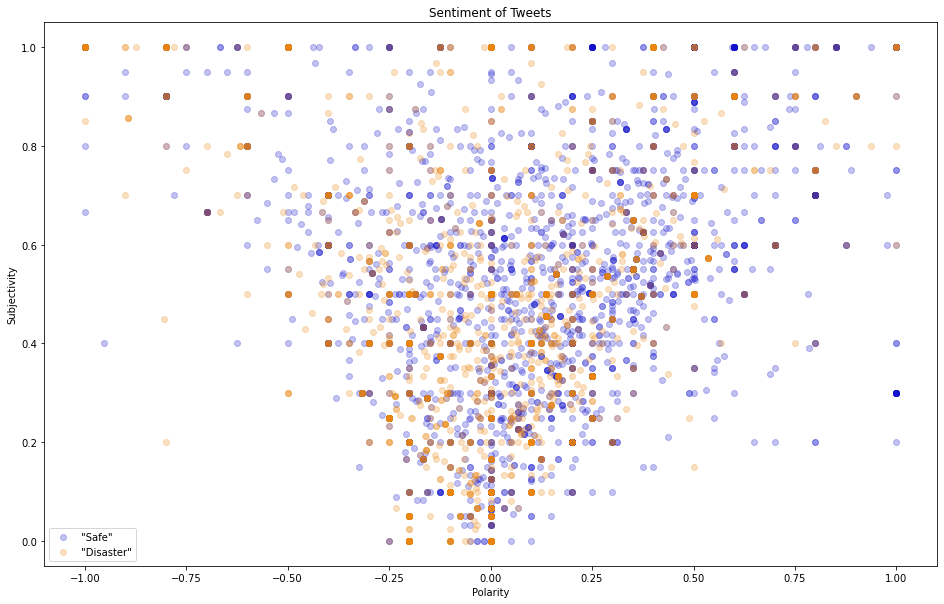 Sentiment of Tweets
Subjectivity
1.0
0.8
0.6
0.4
0.2
0.0
"Safe"
"Disaster"
−1.00 −0.75 −0.50 −0.25 0.00 0.25 0.50 0.75 1.00
Polarity